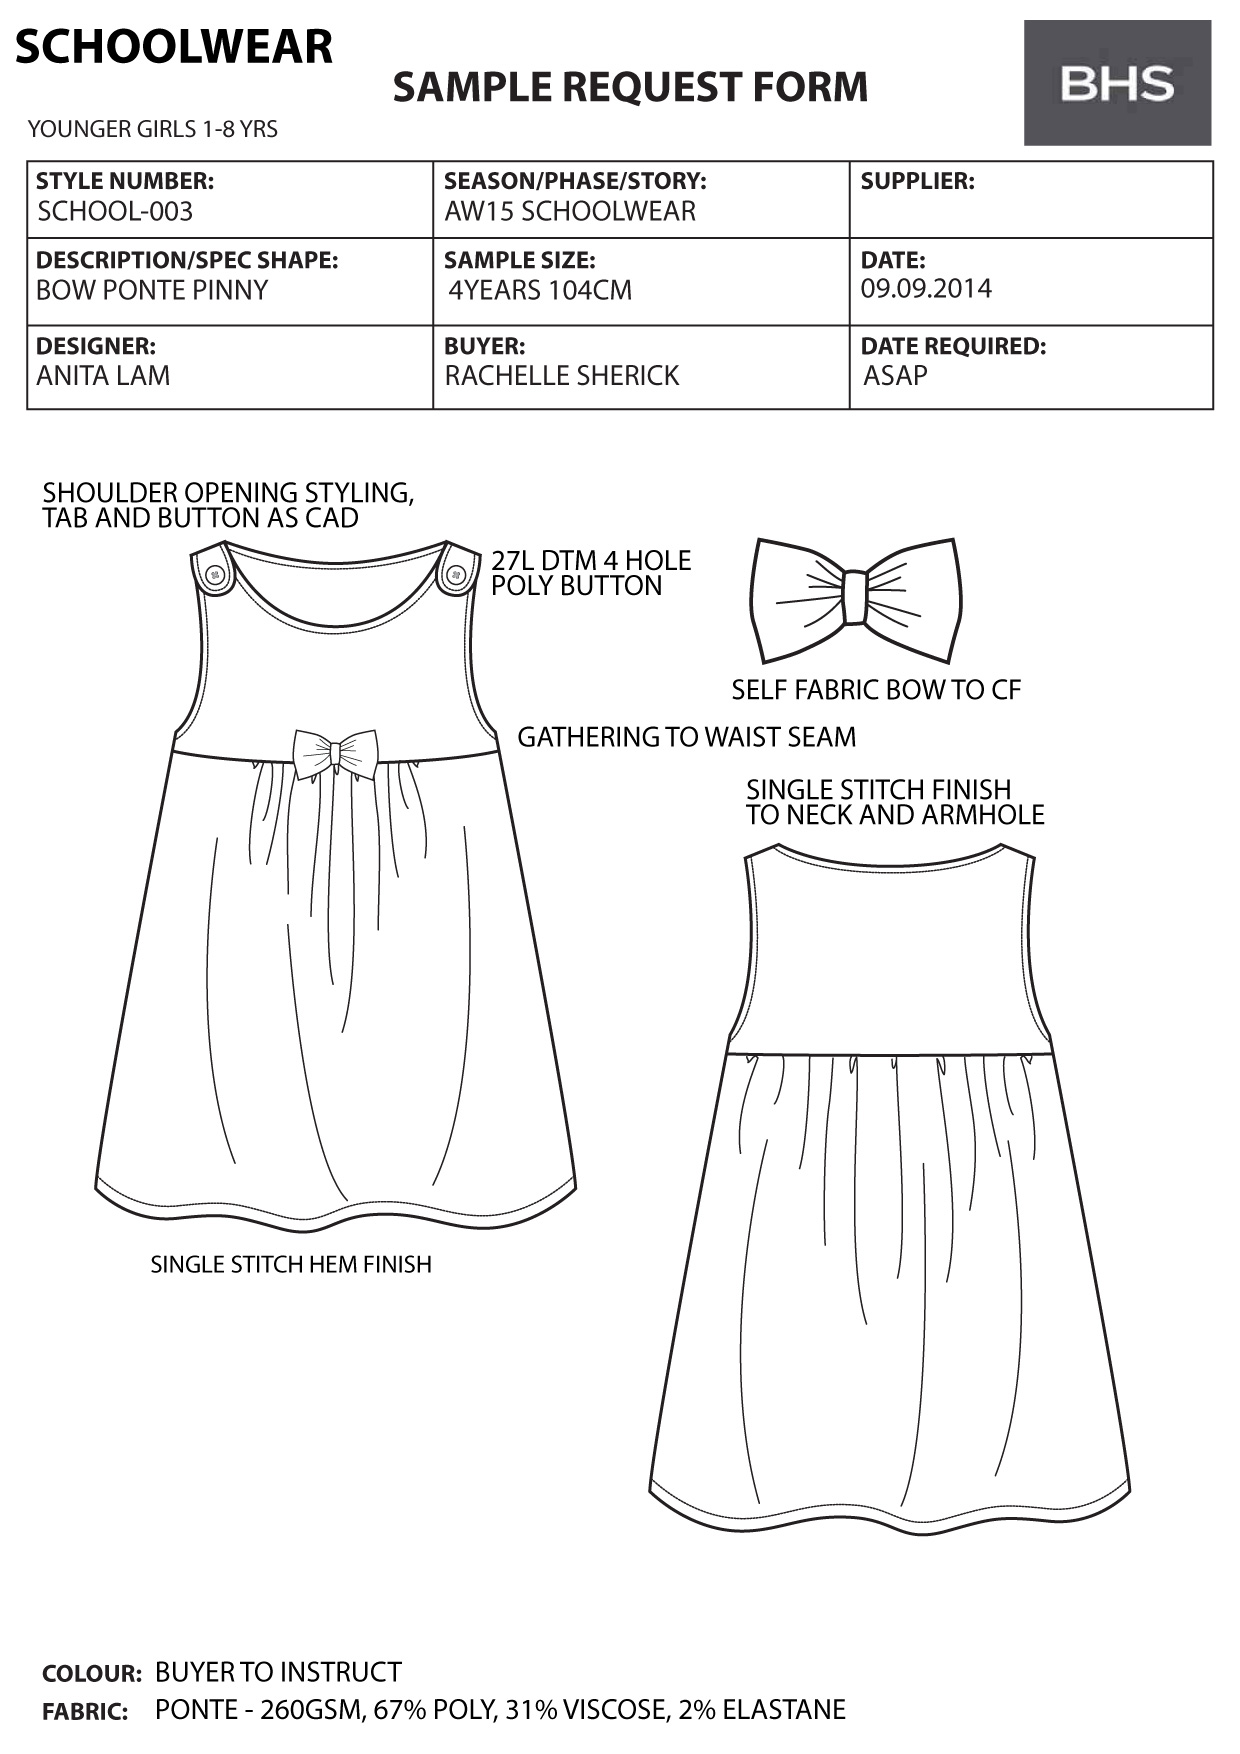 SCHOOLWEAR
SAMPLE REQUEST FORM
BHS
YOUNGER GIRLS 1-8 YRS
STYLE NUMBER:
SCHOOL-003
SEASON/PHASE/STORY:
AW15 SCHOOLWEAR
SUPPLIER:
DESCRIPTION/SPEC SHAPE:
BOW PONTE PINNY
SAMPLE SIZE:
4YEARS 104CM
DATE:
09.09.2014
DESIGNER:
ANITA LAM
BUYER:
RACHELLE SHERICK
DATE REQUIRED:
ASAP
SHOULDER OPENING STYLING,
TAB AND BUTTON AS CAD
27L DTM 4 HOLE
POLY BUTTON
SELF FABRIC BOW TO CF
GATHERING TO WAIST SEAM
SINGLE STITCH FINISH
TO NECK AND ARMHOLE
SINGLE STITCH HEM FINISH
COLOUR: BUYER TO INSTRUCT
FABRIC: PONTE - 260GSM, 67% POLY, 31% VISCOSE, 2% ELASTANE